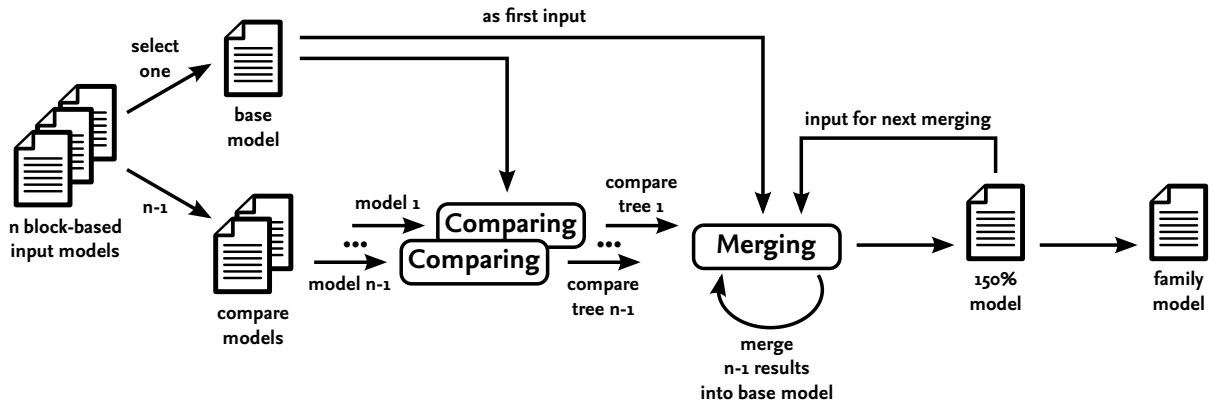 as first input
select
one
base
model
input for next merging
n block-based
input models
n-1
compare
models
model 1
...
model n-1
Comparing
Comparing
compare
tree 1
...
compare
tree n-1
Merging
merge
n-1 results
into base model
150%
model
family
model